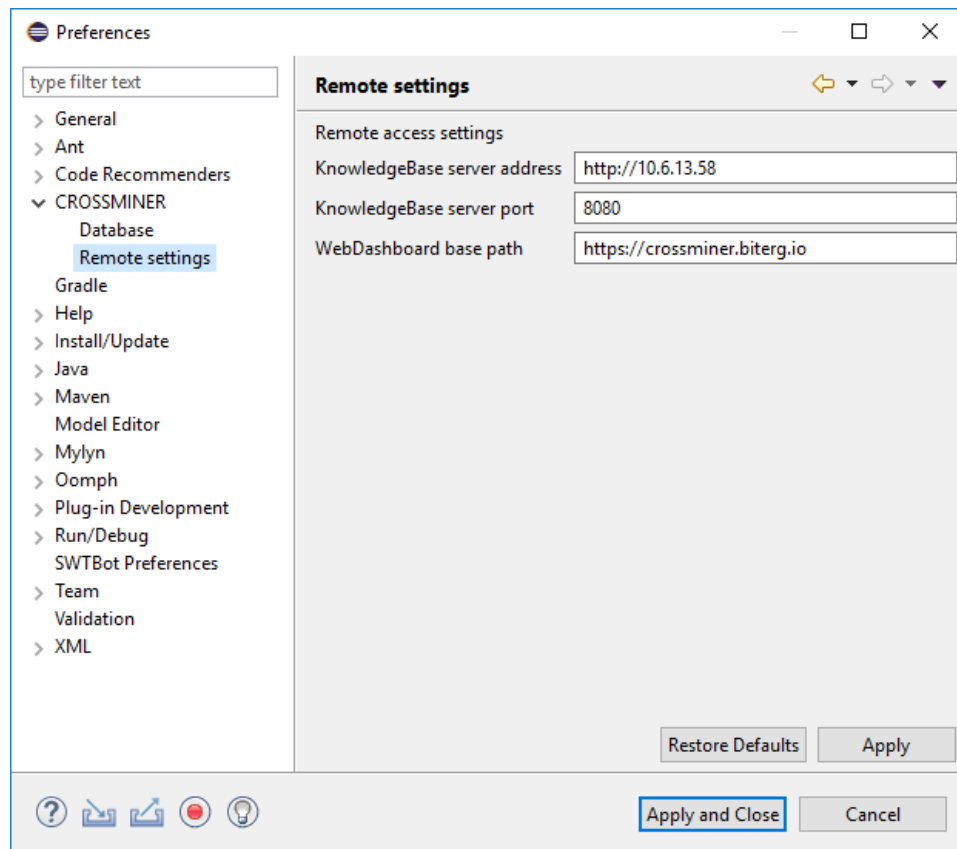 Preferences
type filter text
General
Ant
Code Recommenders
CROSSMINER
Database
Remote settings
Gradle
Help
Install/Update
Java
Maven
Model Editor
Mylyn
Oomph
Plug-in Development
Run/Debug
SWTBot Preferences
Team
Validation
XML
Remote settings
Remote access settings
KnowledgeBase server address http://10.6.13.58
KnowledgeBase server port 8080
WebDashboard base path https://crossminer.biterg.io
Restore Defaults Apply
? Apply and Close Cancel